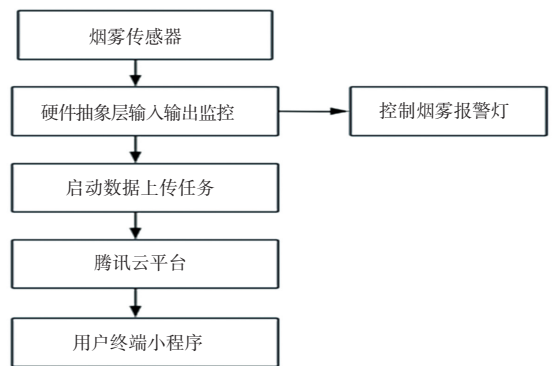 烟雾传感器
硬件抽象层输入输出监控
控制烟雾报警灯
启动数据上传任务
腾讯云平台
用户终端小程序